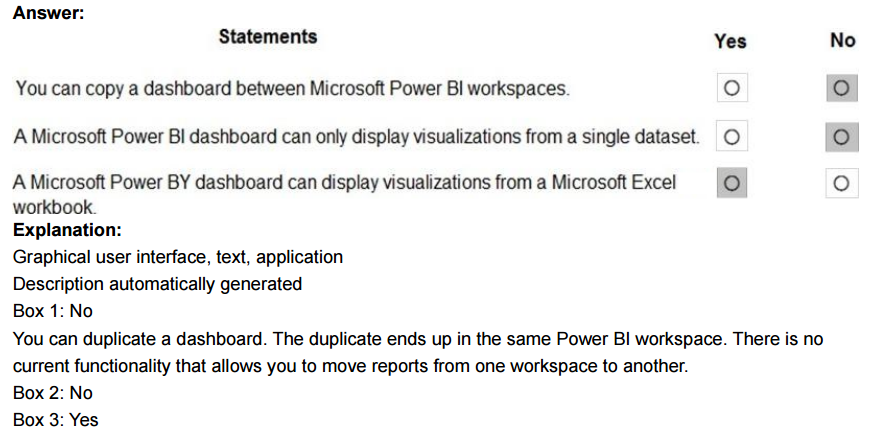 Answer:
Statements Yes No
You can copy a dashboard between Microsoft Power BI workspaces.
A Microsoft Power BI dashboard can only display visualizations from a single dataset.
A Microsoft Power BY dashboard can display visualizations from a Microsoft Excel
workbook.
Explanation:
Graphical user interface, text, application
Description automatically generated
Box 1: No
You can duplicate a dashboard. The duplicate ends up in the same Power BI workspace. There is no
current functionality that allows you to move reports from one workspace to another.
Box 2: No
Box 3: Yes